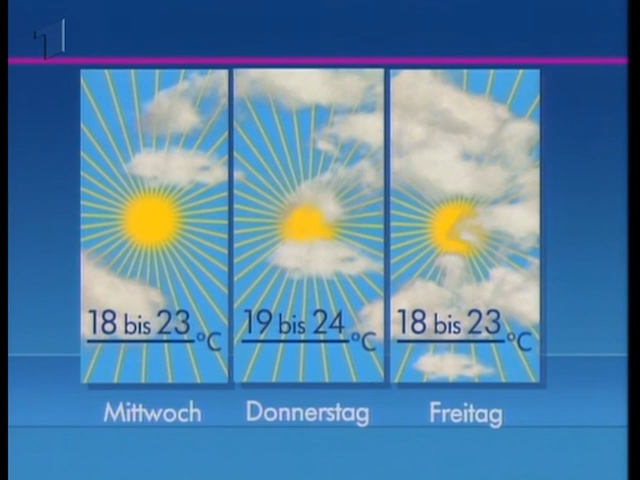 1
18 bis 23 °C
19 bis 24 °C
18 bis 23 °C
Mittwoch
Donnerstag
Freitag